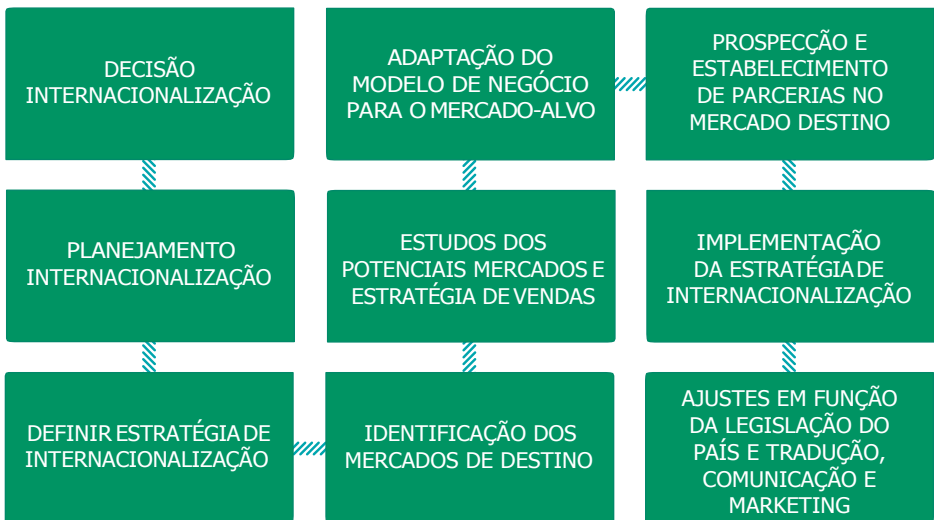 DECISÃO
INTERNACIONALIZAÇÃO
PLANEJAMENTO
INTERNACIONALIZAÇÃO
DEFINIR ESTRATÉGIA DE
INTERNACIONALIZAÇÃO
IDENTIFICAÇÃO DOS
MERCADOS DE DESTINO
ESTUDOS DOS
POTENCIAIS MERCADOS E
ESTRATÉGIA DE VENDAS
ADAPTAÇÃO DO
MODELO DE NEGÓCIO
PARA O MERCADO-ALVO
PROSPECÇÃO E
ESTABELECIMENTO
DE PARCERIAS NO
MERCADO DESTINO
IMPLEMENTAÇÃO
DA ESTRATÉGIA DE
INTERNACIONALIZAÇÃO
AJUSTES EM FUNÇÃO
DA LEGISLAÇÃO DO
PAÍS E TRADUÇÃO,
COMUNICAÇÃO E
MARKETING